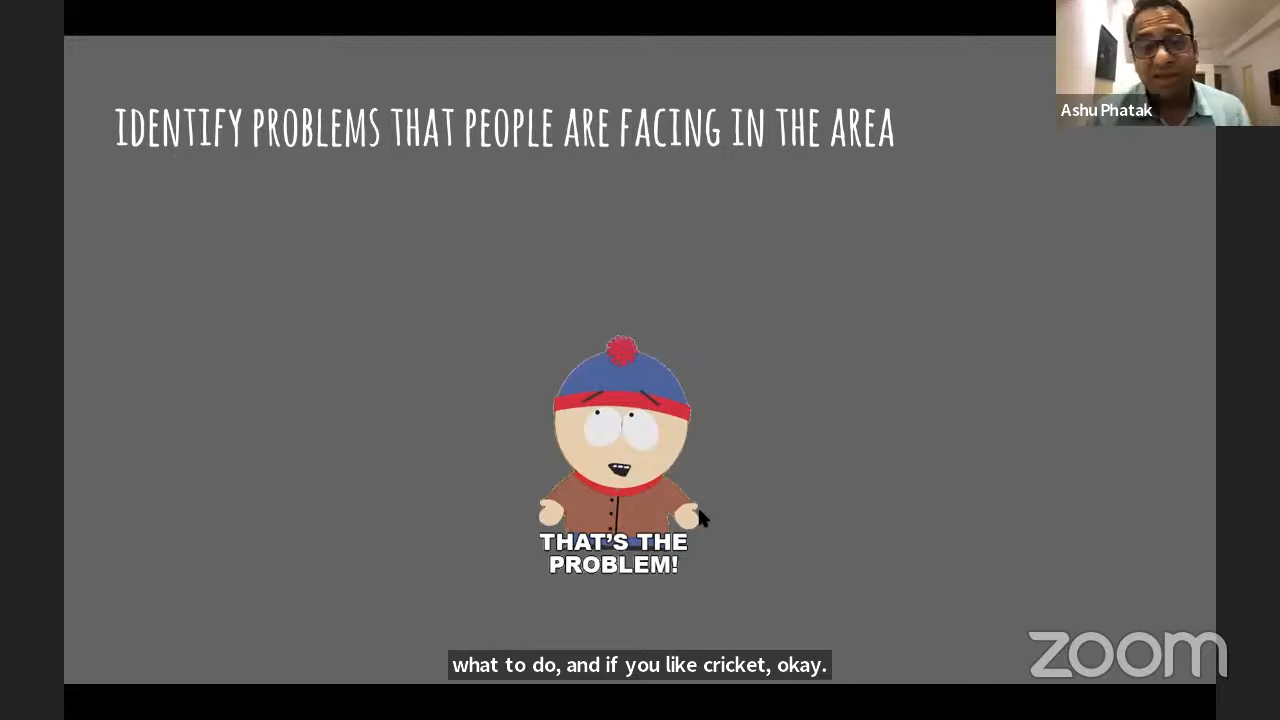 IDENTIFY PROBLEMS THAT PEOPLE ARE FACING IN THE AREA
Ashu Phatak
THAT'S THE
PROBLEM!
what to do, and if you like cricket, okay.
zoom